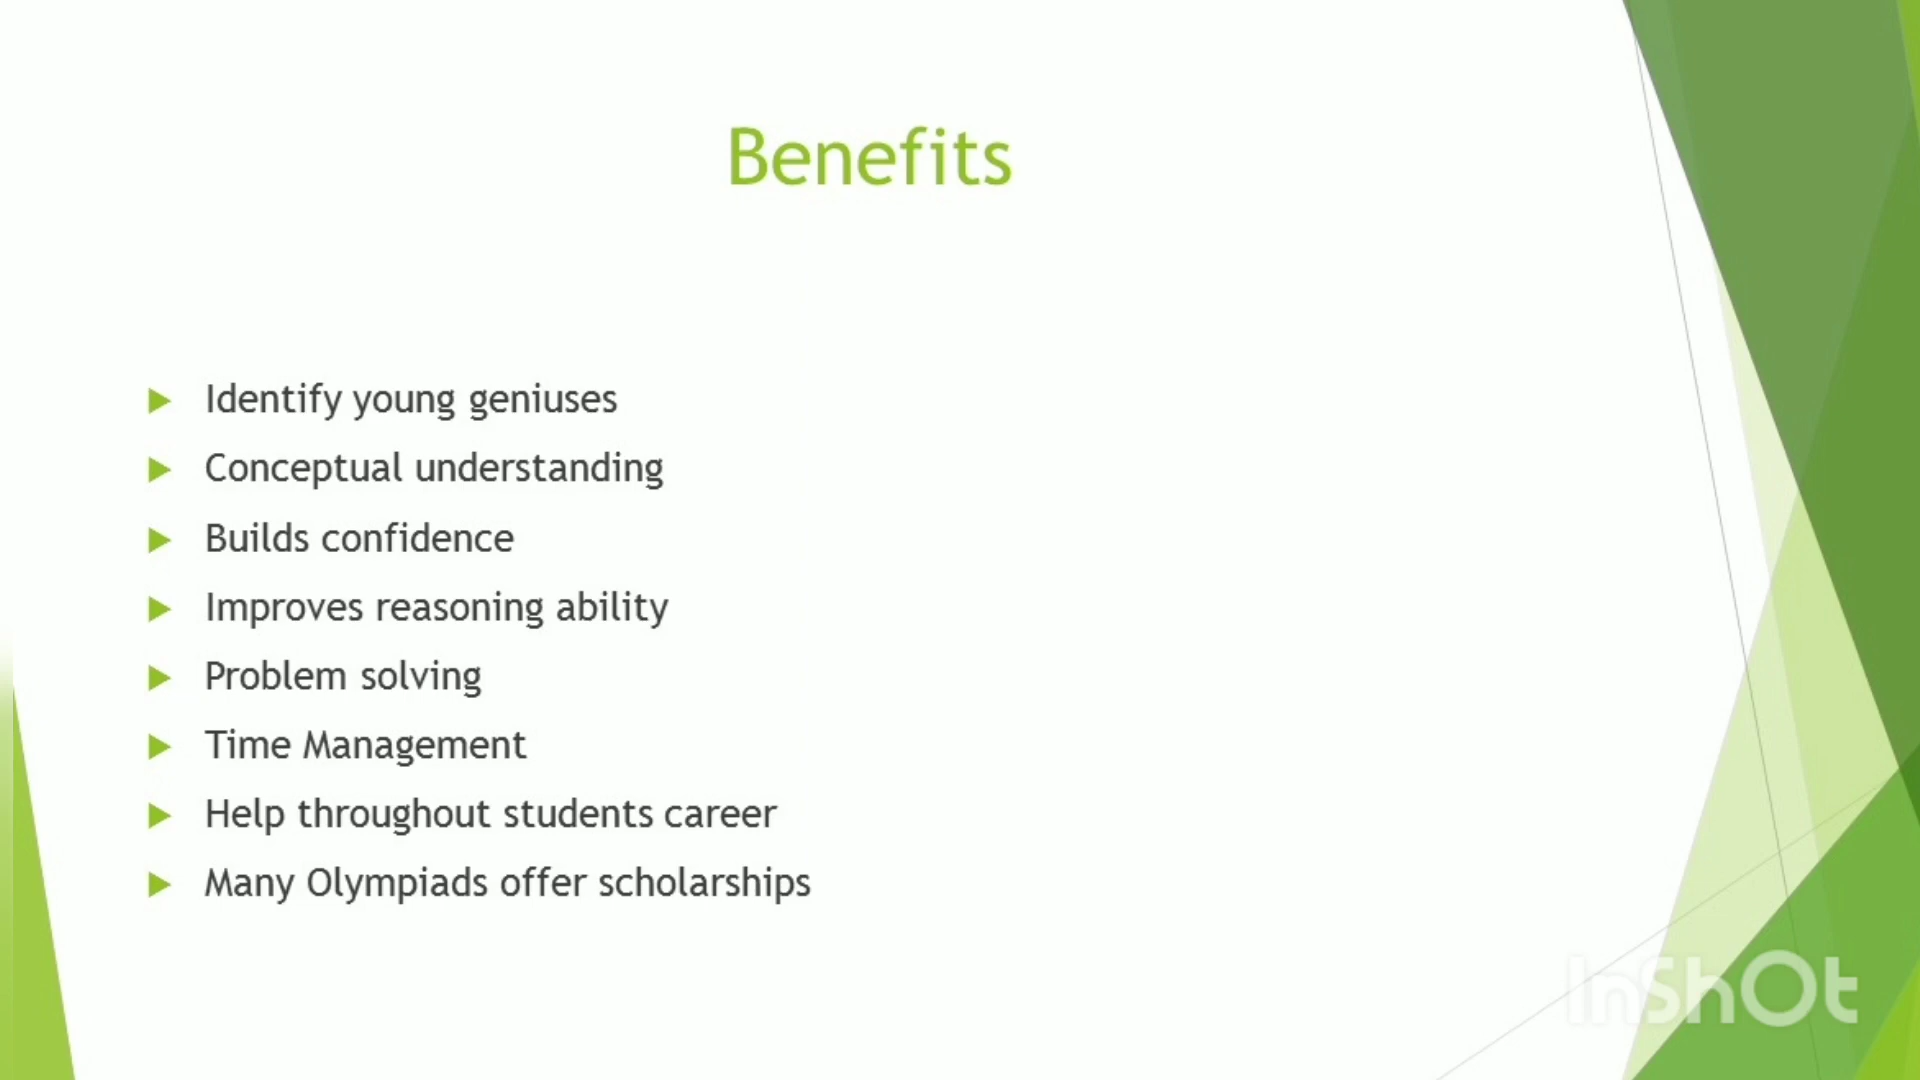 Benefits
Identify young geniuses
Conceptual understanding
Builds confidence
Improves reasoning ability
Problem solving
Time Management
Help throughout students career
Many Olympiads offer scholarships
InShOt